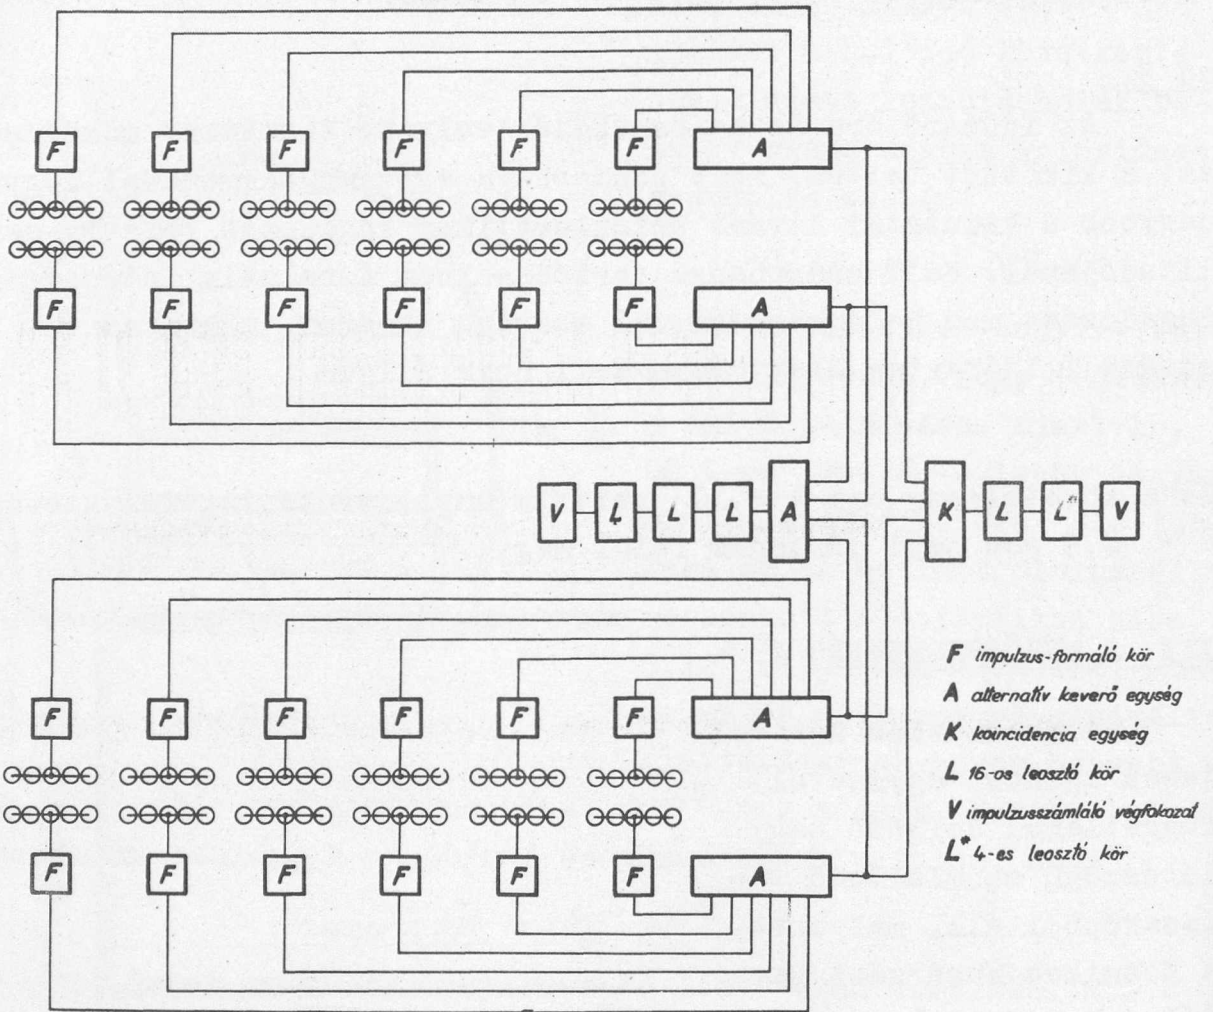 F F F F F F A
F F F F F F A
V L L L A K L L* V
F F F F F F A
F impulzus-formáló kör
A alternatív keverő egység
K koincidencia egység
L 16-os leosztó kör
V impulzusszámláló végfokozat
L* 4-es leosztó kör
F F F F F F A